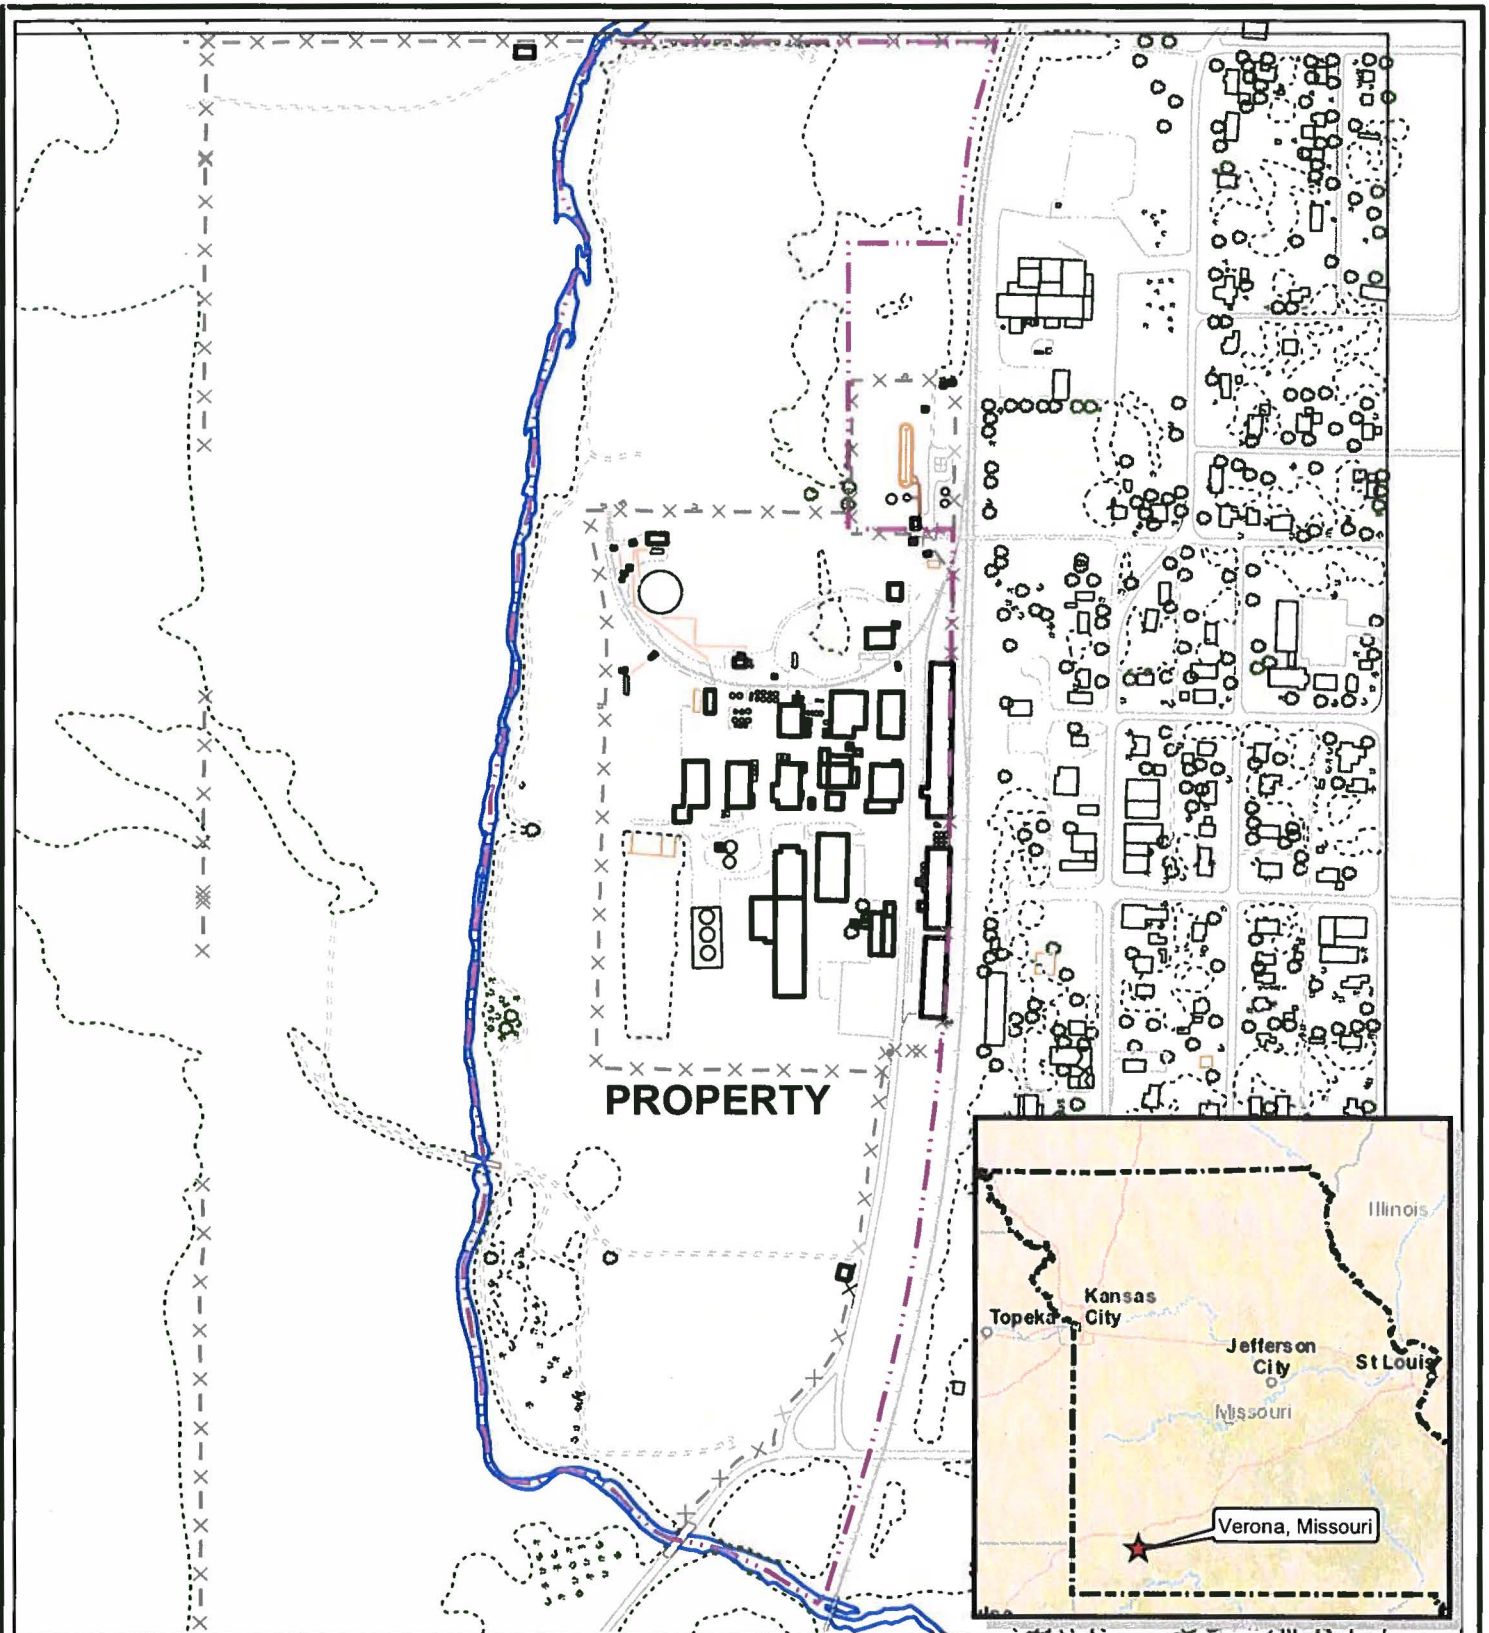 PROPERTY
Illinois
Kansas
City
Topeka
Jefferson
City
St Louis
Missouri
Verona, Missouri